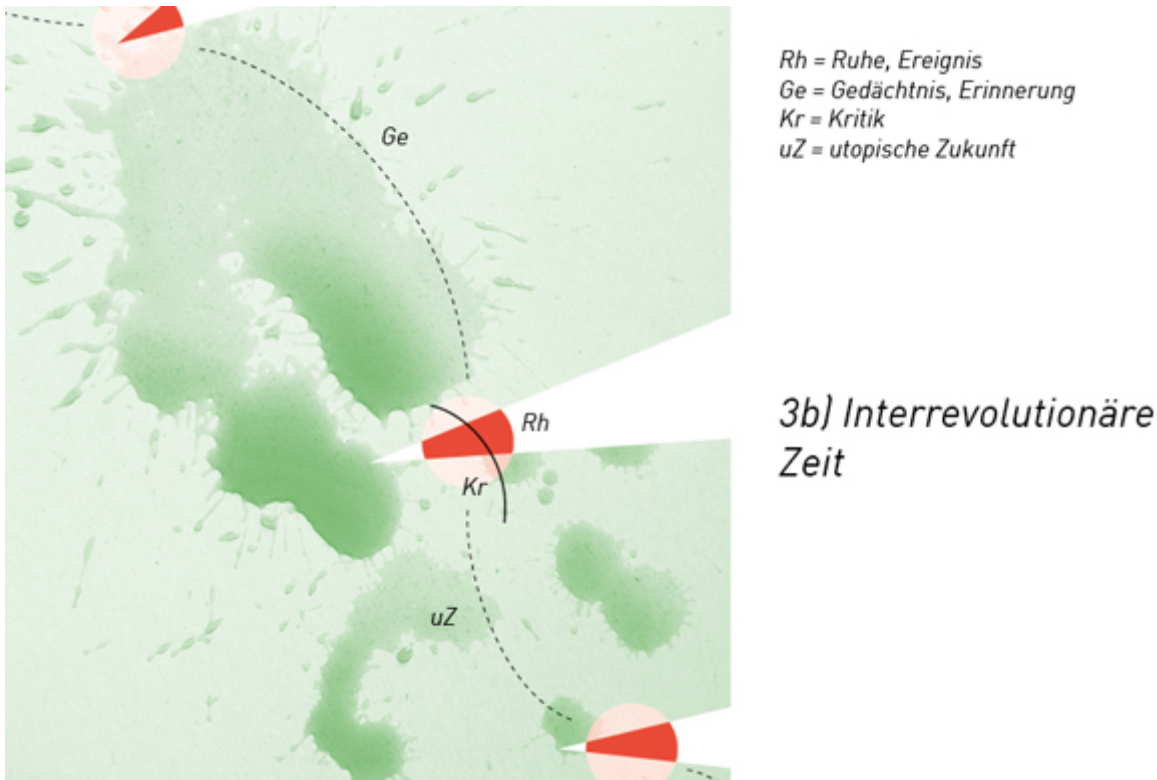 Rh = Ruhe, Ereignis
Ge = Gedächtnis, Erinnerung
Kr = Kritik
uZ = utopische Zukunft
Ge
Rh
3b) Interrevolutionäre
Zeit
Kr
uZ